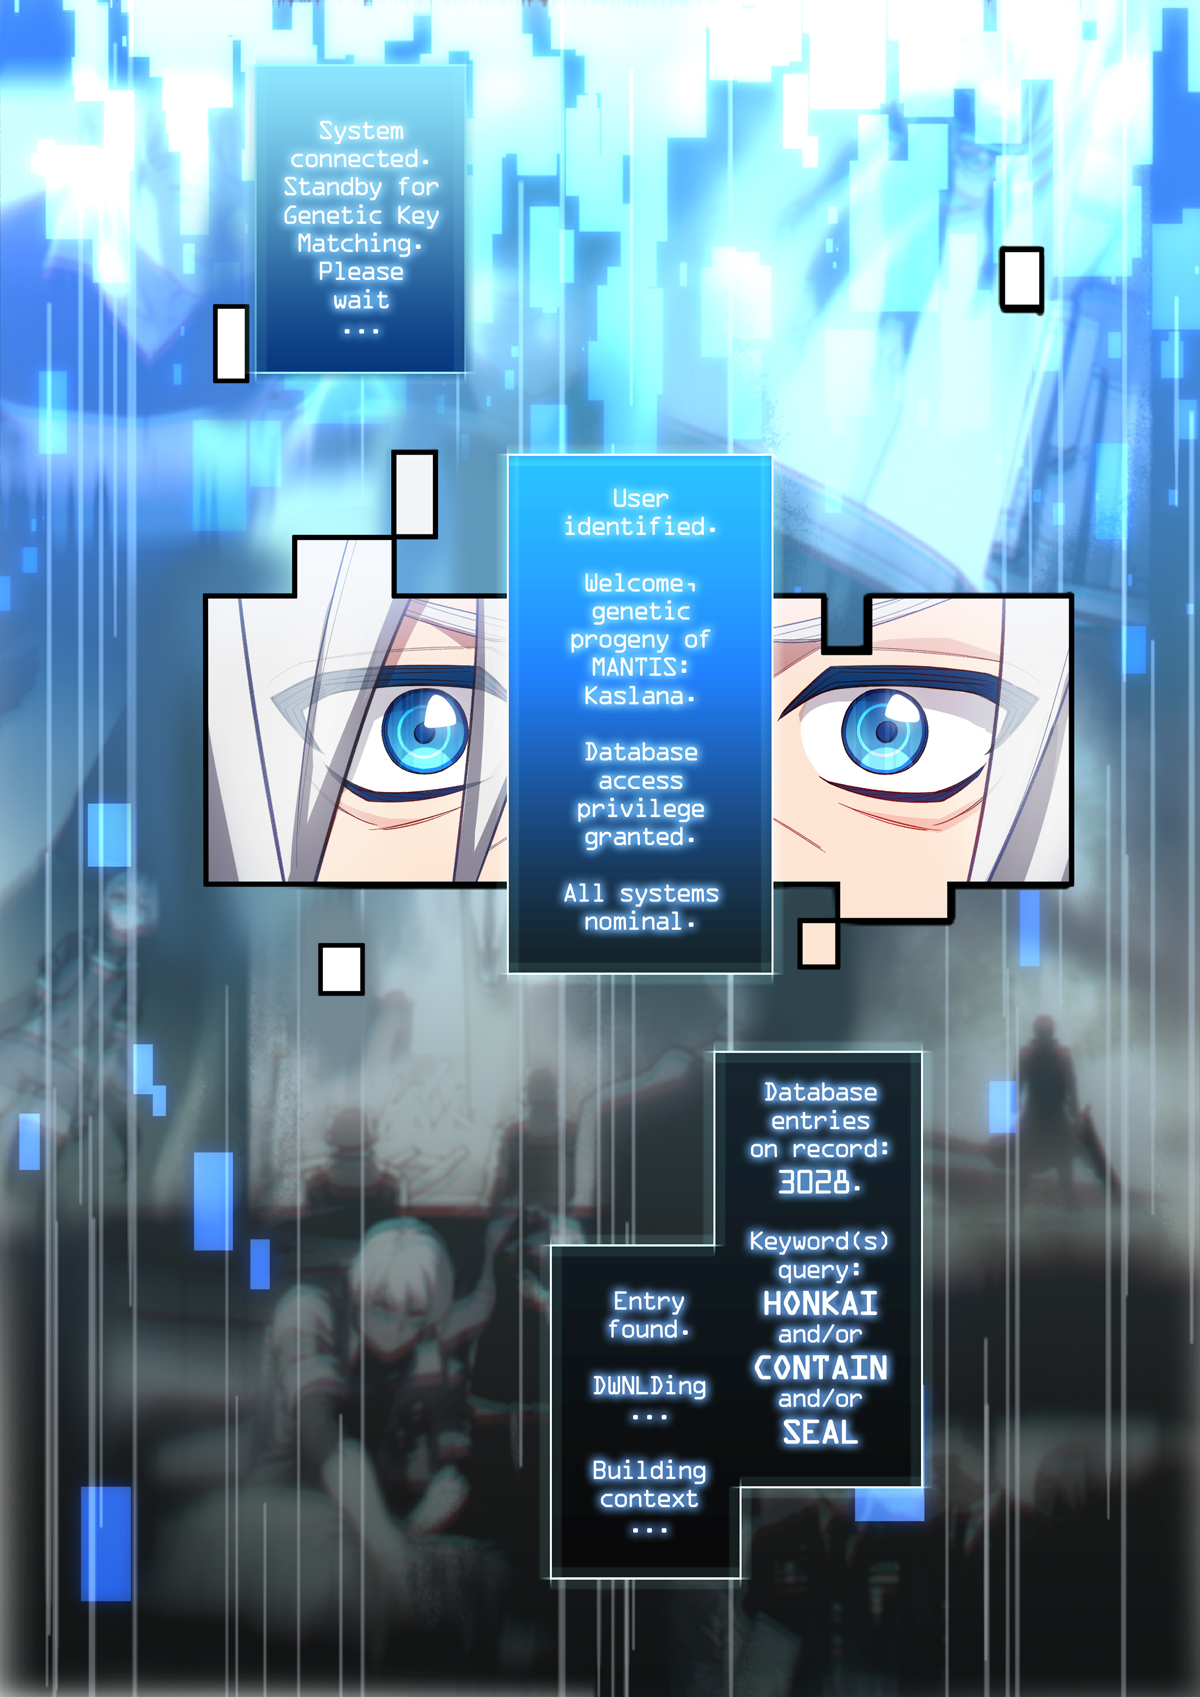 System
connected.
Standby for
Genetic Key
Matching.
Please
wait
...
User
identified.
Welcome,
genetic
progeny of
MANTIS:
Kaslana.
Database
access
privilege
granted.
All systems
nominal.
Database
entries
on record:
3028.
Keyword(s)
query:
HONKAI
and/or
CONTAIN
and/or
SEAL
Entry
found.
DWNLDing
...
Building
context
...